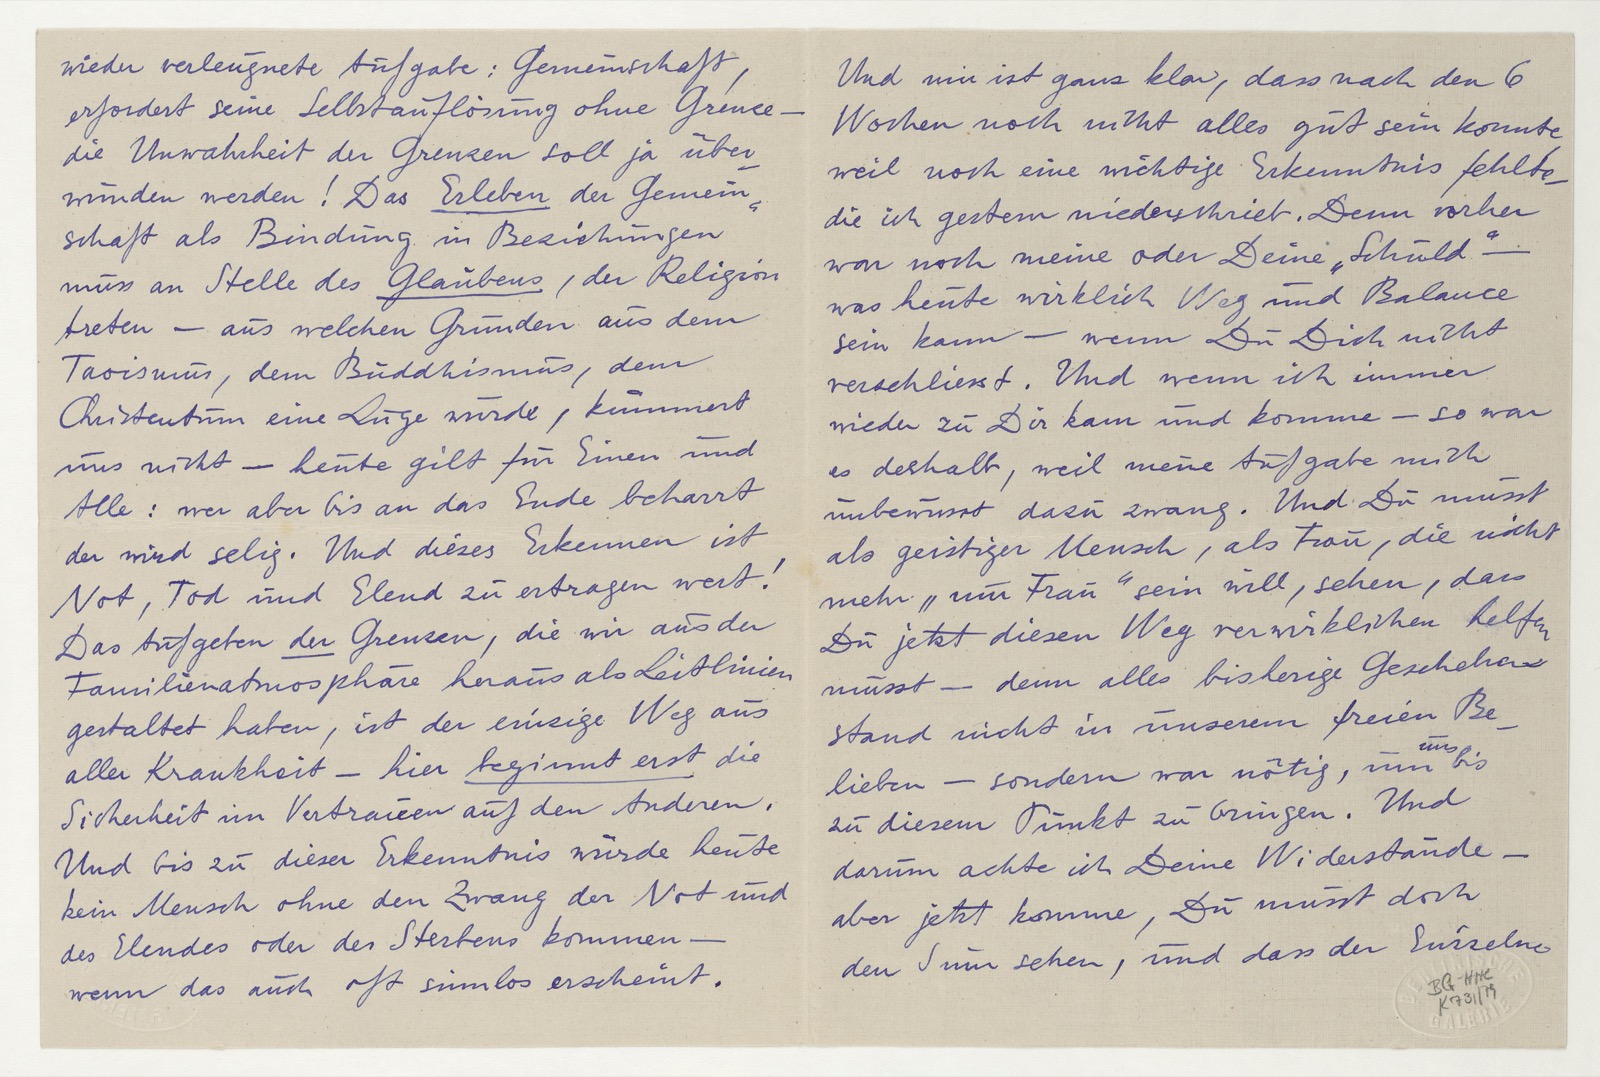 wieder verleugnete Aufgabe: Gemeinschaft,
erfordert seine Selbstauflösung ohne Grenze —
die Unwahrheit der Grenzen soll ja über-
wunden werden! Das Erleben der Gemein-
schaft als Bindung in Beziehungen
muss an Stelle des Glaubens, der Religion
treten — aus welchen Gründen aus dem
Taoismus, dem Buddhismus, dem
Christentum eine Lüge wurde, kümmert
uns nicht — heute gilt für Einen und
Alle: wer aber bis an das Ende beharrt
der wird selig. Und dieses Erkennen ist
Not, Tod und Elend zu ertragen wert!
Das Aufgeben der Grenzen, die wir aus der
Familienatmosphäre heraus als Leitlinien
gestaltet haben, ist der einzige Weg aus
aller Krankheit — hier beginnt erst die
Sicherheit im Vertrauen auf den Anderen.
Und bis zu dieser Erkenntnis würde heute
kein Mensch ohne den Zwang der Not und
des Elendes oder des Sterbens kommen —
wenn das auch oft sinnlos erscheint.
Und mir ist ganz klar, dass nach den 6
Wochen noch nicht alles gut sein konnte
weil noch eine wichtige Erkenntnis fehlte —
die ich gestern niederschrieb. Denn vorher
war noch meine oder Deine „Schuld“ —
was heute wirklich Weg und Balance
sein kann — wenn Du Dich nicht
verschliesst. Und wenn ich immer
wieder zu Dir kam und komme — so war
es deshalb, weil meine Aufgabe mich
unbewusst dazu zwang. Und Du musst
als geistiger Mensch, als Frau, die nicht
mehr „nur Frau“ sein will, sehen, dass
Du jetzt diesen Weg verwirklichen helfen
musst — denn alles bisherige Geschehen
stand nicht in unserem freien Be-
lieben — sondern war nötig, um uns bis
zu diesem Punkt zu bringen. Und
darum achte ich Deine Widerstände —
aber jetzt komme, Du musst doch
den Sinn sehen, und dass der Einzelne
BG-HHC
K 731/79
GALERIE